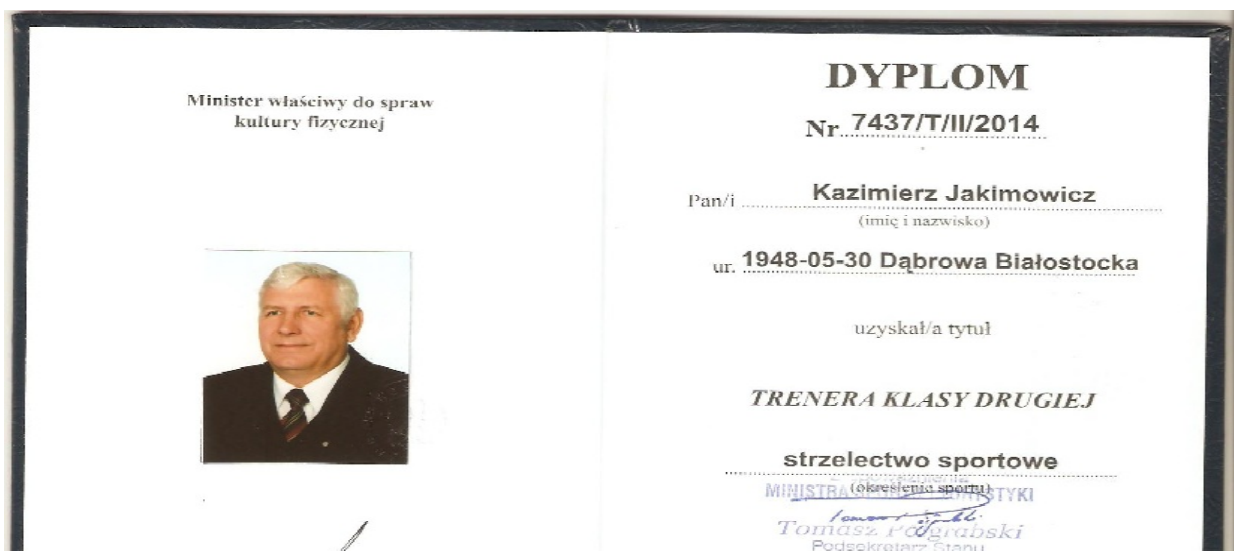 Minister właściwy do spraw
kultury fizycznej
DYPLOM
Nr 7437/T/II/2014
Pan/i Kazimierz Jakimowicz
(imię i nazwisko)
ur. 1948-05-30 Dąbrowa Białostocka
uzyskał/a tytuł
TRENERA KLASY DRUGIEJ
strzelectwo sportowe
(określenie sportu)
MINISTRA
Tomasz
Podsekretarz Stanu